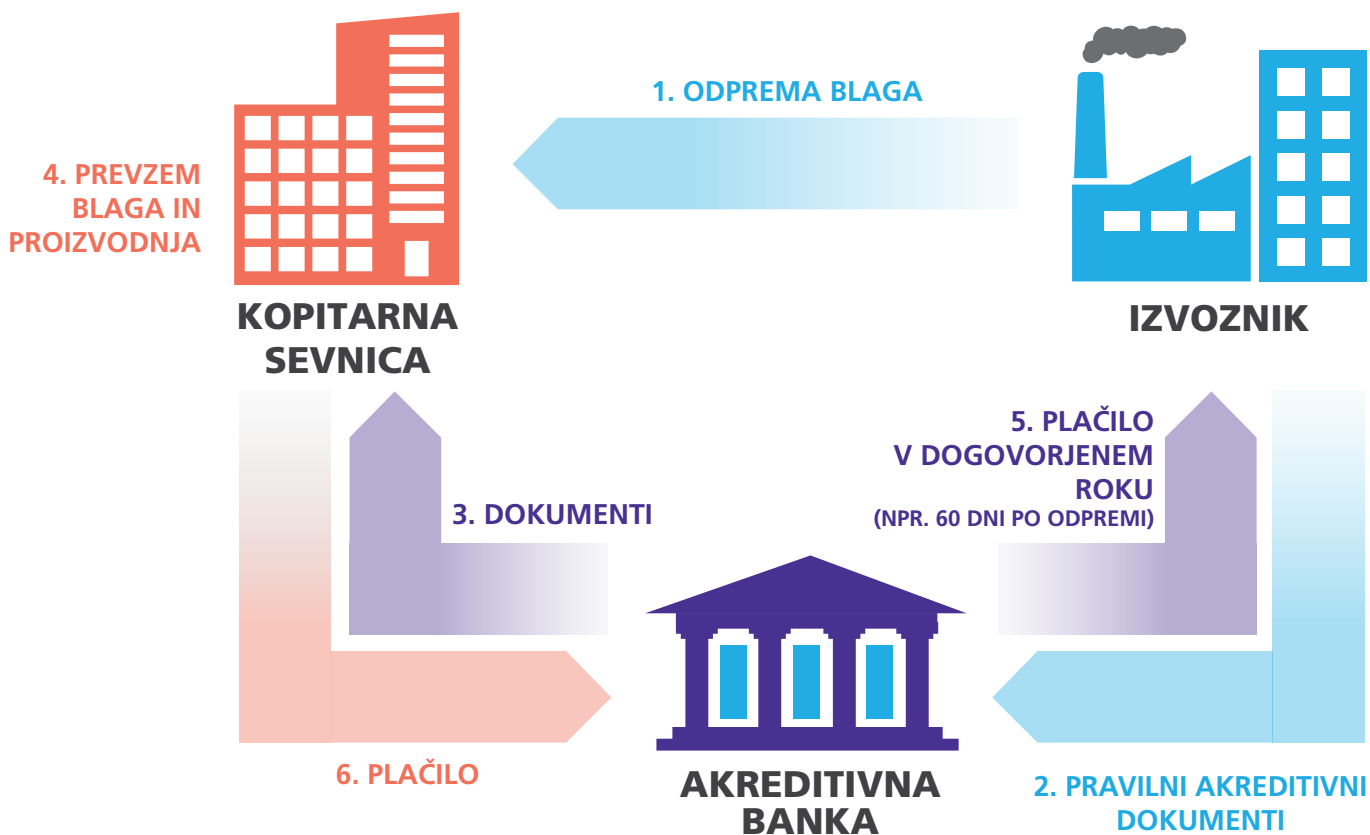 1. ODPREMA BLAGA
4. PREVZEM
BLAGA IN
PROIZVODNJA
KOPITARNA
SEVNICA
IZVOZNIK
5. PLAČILO
V DOGOVORJENEM
ROKU
(NPR. 60 DNI PO ODPREMI)
3. DOKUMENTI
6. PLAČILO
AKREDITIVNA
BANKA
2. PRAVILNI AKREDITIVNI
DOKUMENTI